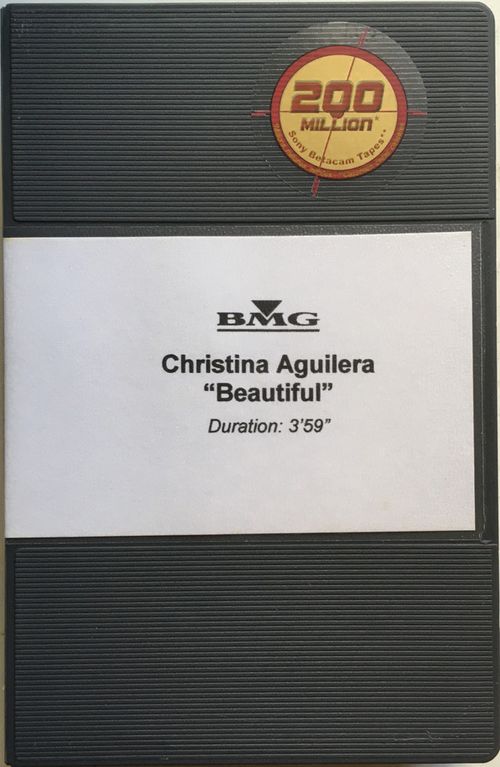 200
MILLION*
Sony Betacam Tapes**
BMG
Christina Aguilera
“Beautiful”
Duration: 3’59”